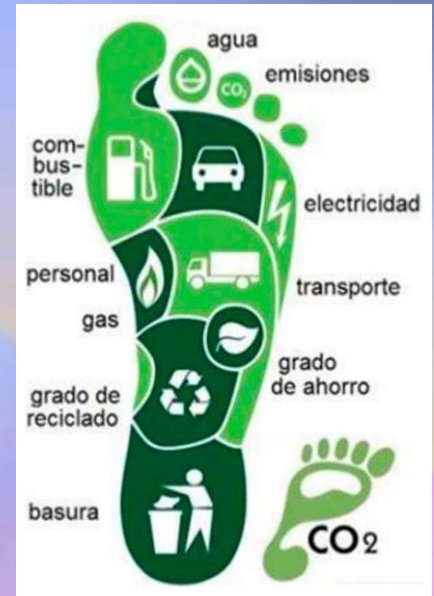 agua
emisiones
CO2
com-
bus-
tible
electricidad
personal
transporte
gas
grado
de ahorro
grado de
reciclado
basura
CO2